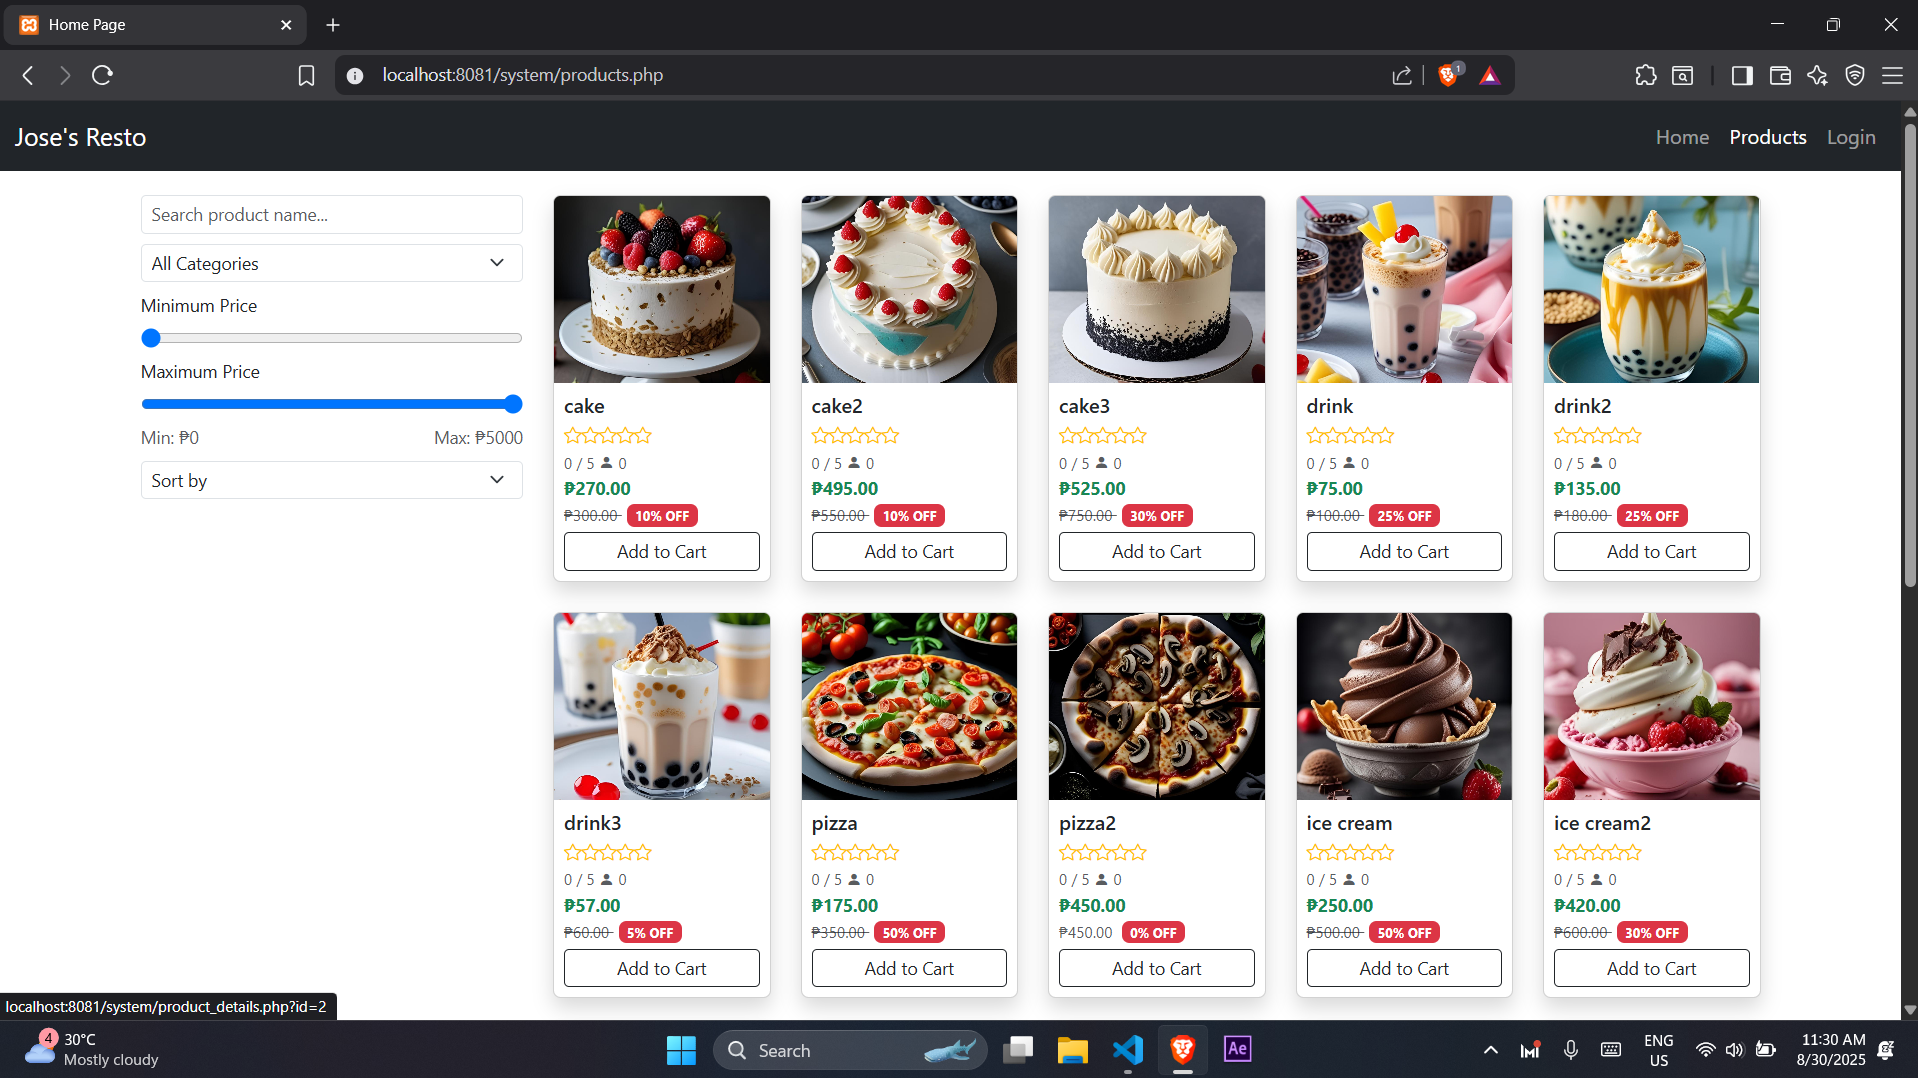 Home Page
localhost:8081/system/products.php
1
Jose's Resto
Home Products Login
Search product name...
All Categories
Minimum Price
Maximum Price
Min: ₱0 Max: ₱5000
Sort by
cake
0 / 5 0
₱270.00
₱300.00 10% OFF
Add to Cart
cake2
0 / 5 0
₱495.00
₱550.00 10% OFF
Add to Cart
cake3
0 / 5 0
₱525.00
₱750.00 30% OFF
Add to Cart
drink
0 / 5 0
₱75.00
₱100.00 25% OFF
Add to Cart
drink2
0 / 5 0
₱135.00
₱180.00 25% OFF
Add to Cart
drink3
0 / 5 0
₱57.00
₱60.00 5% OFF
Add to Cart
pizza
0 / 5 0
₱175.00
₱350.00 50% OFF
Add to Cart
pizza2
0 / 5 0
₱450.00
₱450.00 0% OFF
Add to Cart
ice cream
0 / 5 0
₱250.00
₱500.00 50% OFF
Add to Cart
ice cream2
0 / 5 0
₱420.00
₱600.00 30% OFF
Add to Cart
localhost:8081/system/product_details.php?id=2
4
30°C
Mostly cloudy
Search
Ae
ENG
US
11:30 AM
8/30/2025